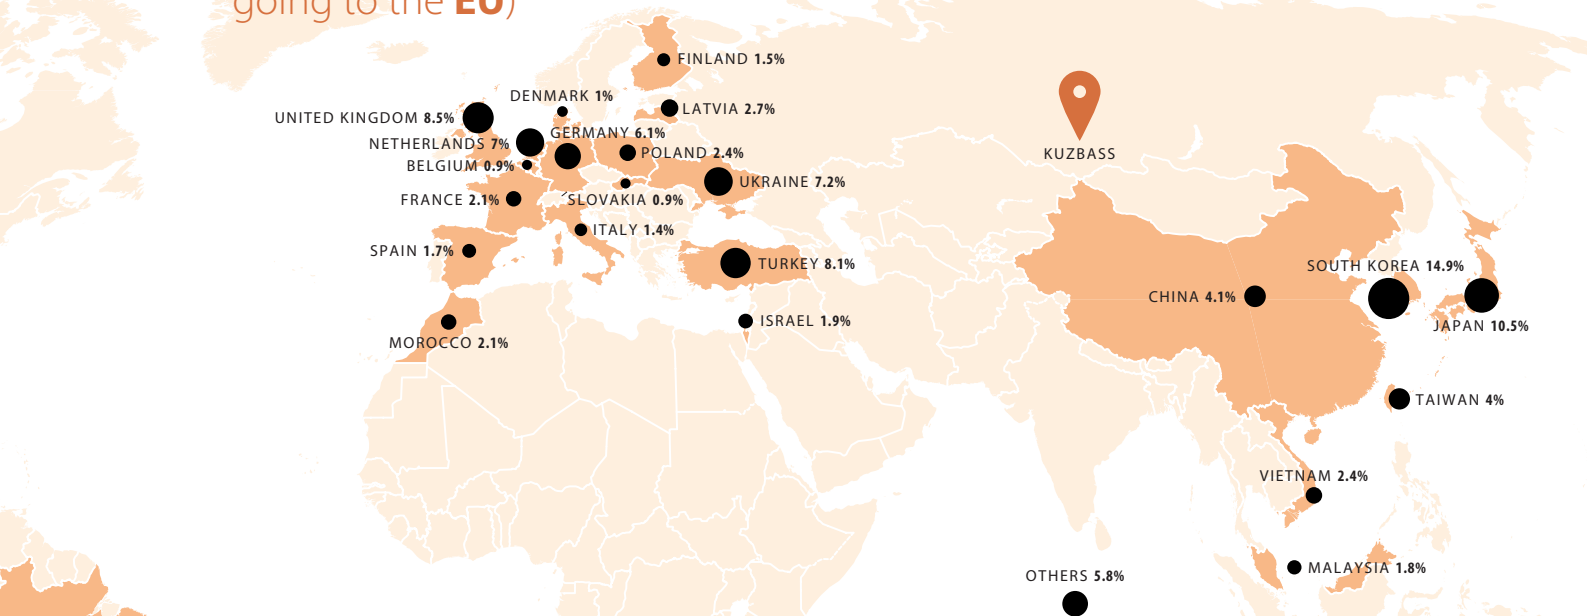 going to the EU)
FINLAND 1.5%
DENMARK 1%
LATVIA 2.7%
UNITED KINGDOM 8.5%
GERMANY 6.1%
NETHERLANDS 7%
POLAND 2.4%
BELGIUM 0.9%
UKRAINE 7.2%
FRANCE 2.1%
SLOVAKIA 0.9%
ITALY 1.4%
SPAIN 1.7%
TURKEY 8.1%
ISRAEL 1.9%
MOROCCO 2.1%
KUZBASS
SOUTH KOREA 14.9%
CHINA 4.1%
JAPAN 10.5%
TAIWAN 4%
VIETNAM 2.4%
MALAYSIA 1.8%
OTHERS 5.8%